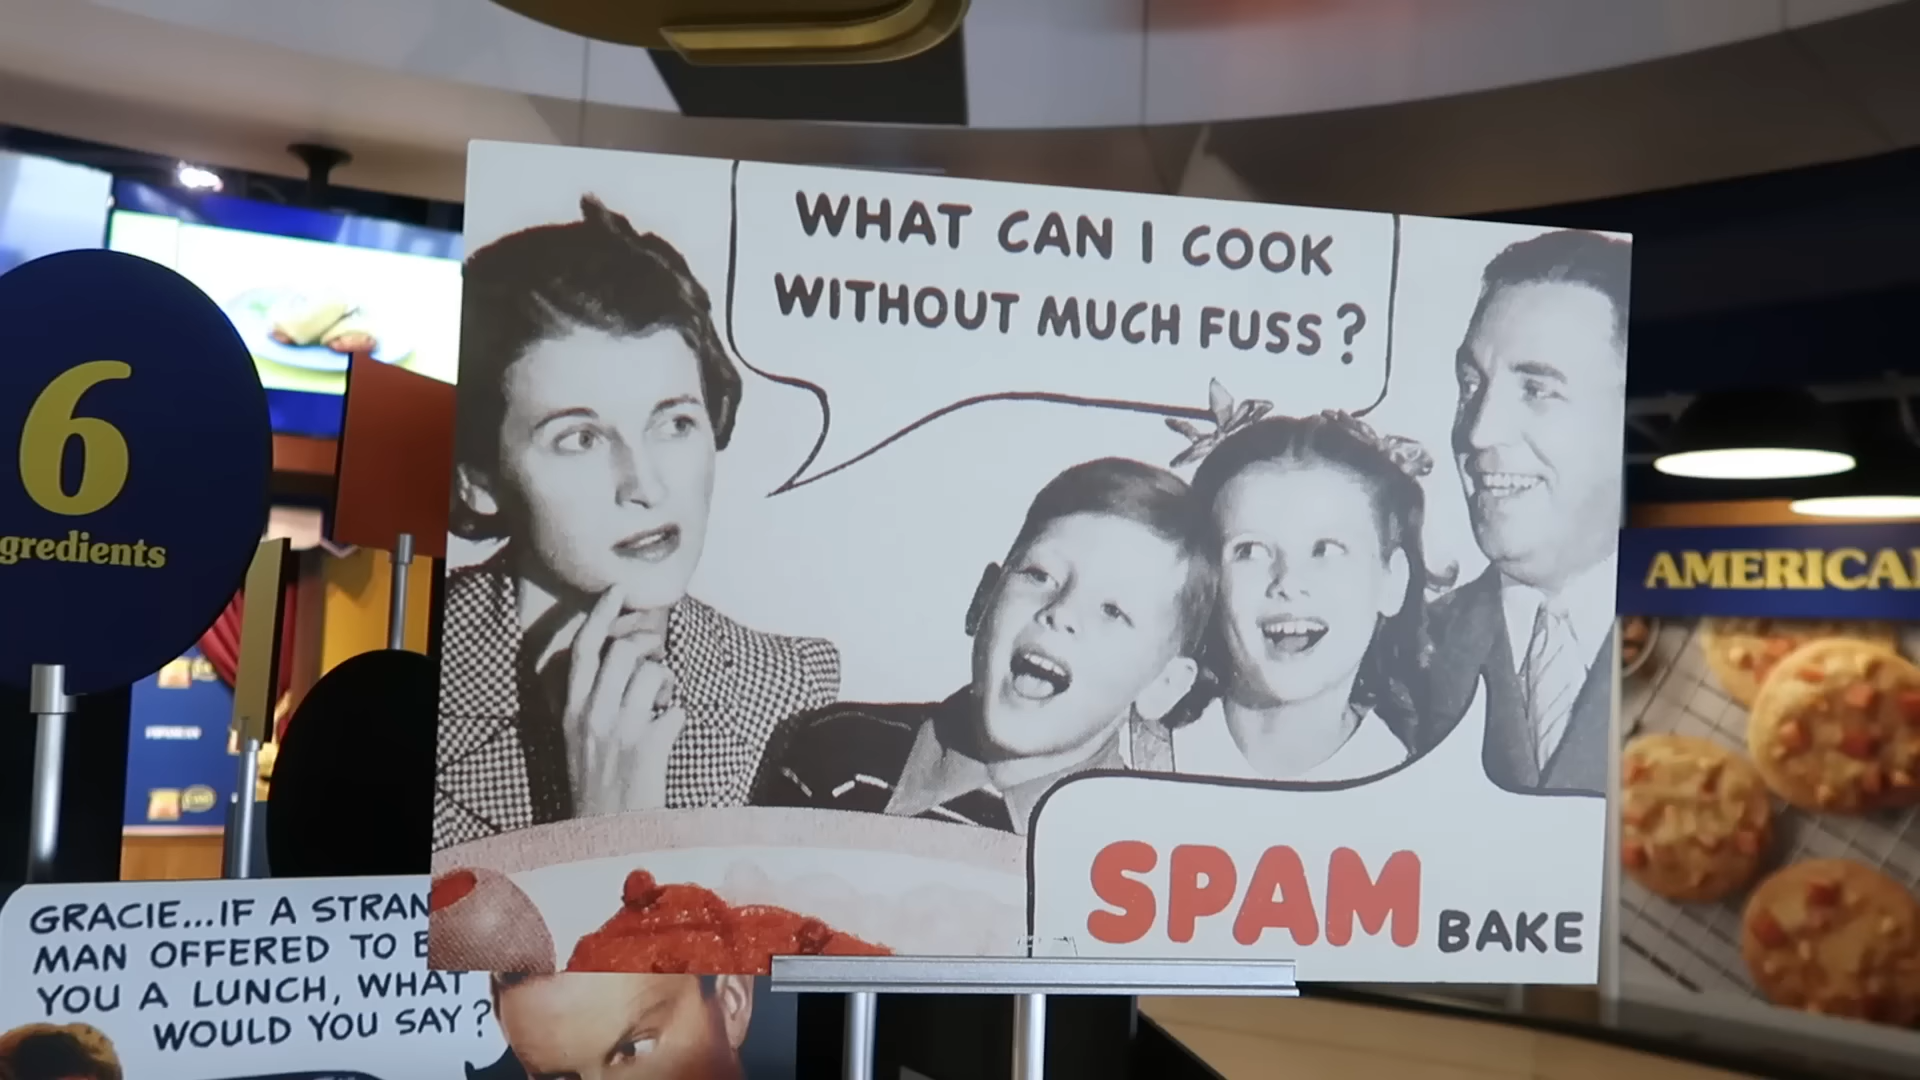 WHAT CAN I COOK
WITHOUT MUCH FUSS?
SPAM BAKE
6
gredients
AMERICA
GRACIE...IF A STRAN
MAN OFFERED TO
YOU A LUNCH, WHAT
WOULD YOU SAY?